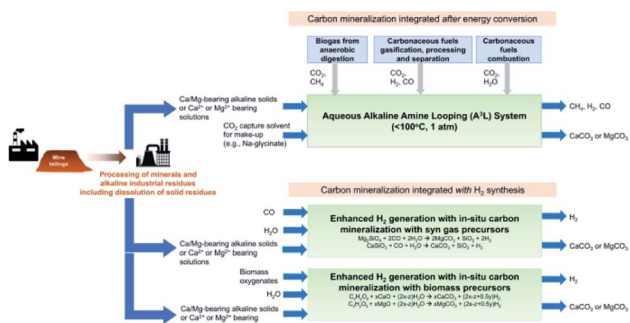 Carbon mineralization integrated after energy conversion
Biogas from
anaerobic
digestion
Carbonaceous fuels
gasification, processing
and separation
Carbonaceous
fuels
combustion
CO₂,
CH₄
CO₂,
H₂, CO
CO₂,
H₂O
Ca/Mg-bearing alkaline solids
or Ca²⁺ or Mg²⁺ bearing
solutions
CO₂ capture solvent
for make-up
(e.g., Na-glycinate)
Aqueous Alkaline Amine Looping (A³L) System
(<100°C, 1 atm)
CH₄, H₂, CO
CaCO₃ or MgCO₃
Mine
tailings
Processing of minerals and
alkaline industrial residues
including dissolution of solid residues
Carbon mineralization integrated with H₂ synthesis
CO
H₂O
Ca/Mg-bearing alkaline solids
or Ca²⁺ or Mg²⁺ bearing
solutions
Enhanced H₂ generation with in-situ carbon
mineralization with syn gas precursors
Mg₂SiO₄ + 2CO + 2H₂O → 2MgCO₃ + SiO₂ + 2H₂
CaSiO₃ + CO + H₂O → CaCO₃ + SiO₂ + H₂
H₂
CaCO₃ or MgCO₃
Biomass
oxygenates
H₂O
Ca/Mg-bearing alkaline solids
or Ca²⁺ or Mg²⁺ bearing
Enhanced H₂ generation with in-situ carbon
mineralization with biomass precursors
CₓHᵧO_z + xCaO + (2x-z)H₂O → xCaCO₃ + (2x-z+0.5y)H₂
CₓHᵧO_z + xMgO + (2x-z)H₂O → xMgCO₃ + (2x-z+0.5y)H₂
H₂
CaCO₃ or MgCO₃